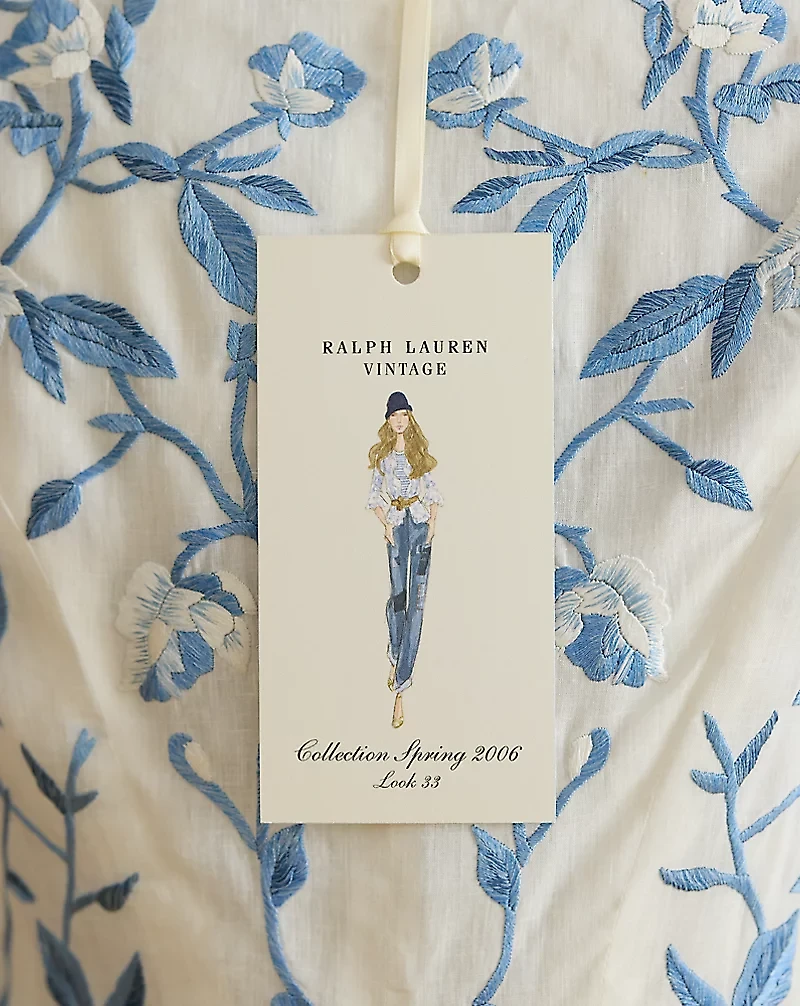 RALPH LAUREN
VINTAGE
Collection Spring 2006
Look 33